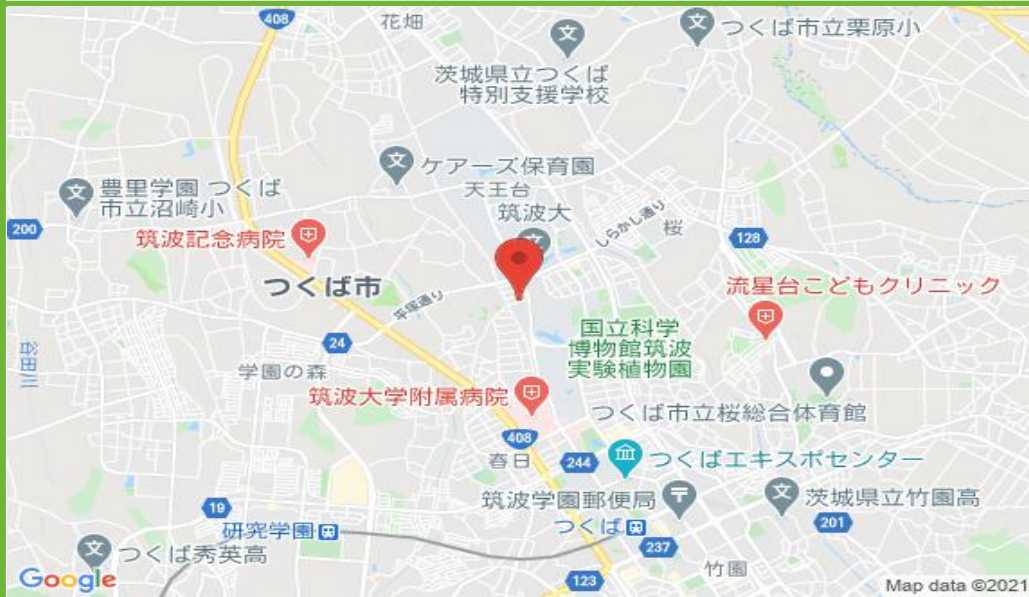 408
花畑
つくば市立栗原小
茨城県立つくば
特別支援学校
ケアーズ保育園
豊里学園 つくば
市立沼崎小
天王台
筑波大
しらかし通り
桜
200
筑波記念病院
128
つくば市
流星台こどもクリニック
平塚通り
国立科学
博物館筑波
実験植物園
谷田川
24
学園の森
筑波大学附属病院
つくば市立桜総合体育館
408
春日
244
つくばエキスポセンター
筑波学園郵便局
茨城県立竹園高
19
研究学園
つくば
201
つくば秀英高
237
竹園
Google
123
Map data ©2021